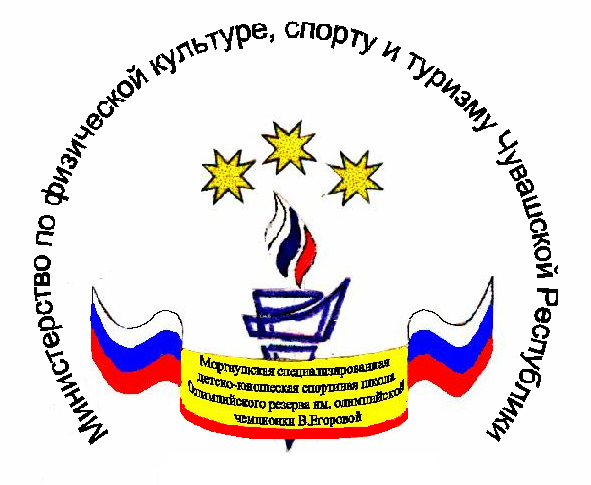 Министерство по физической культуре, спорту и туризму Чувашской Республики
Моргаушская специализированная
детско-юношеская спортивная школа
Олимпийского резерва им. олимпийской
чемпионки В.Егоровой